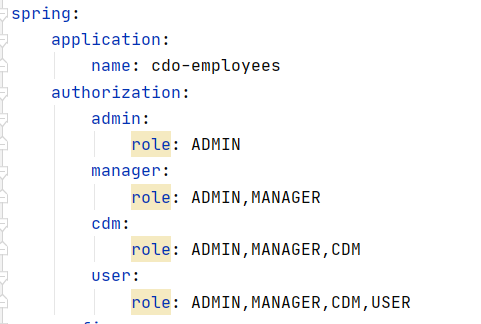 spring:
    application:
        name: cdo-employees
    authorization:
        admin:
            role: ADMIN
        manager:
            role: ADMIN,MANAGER
        cdm:
            role: ADMIN,MANAGER,CDM
        user:
            role: ADMIN,MANAGER,CDM,USER